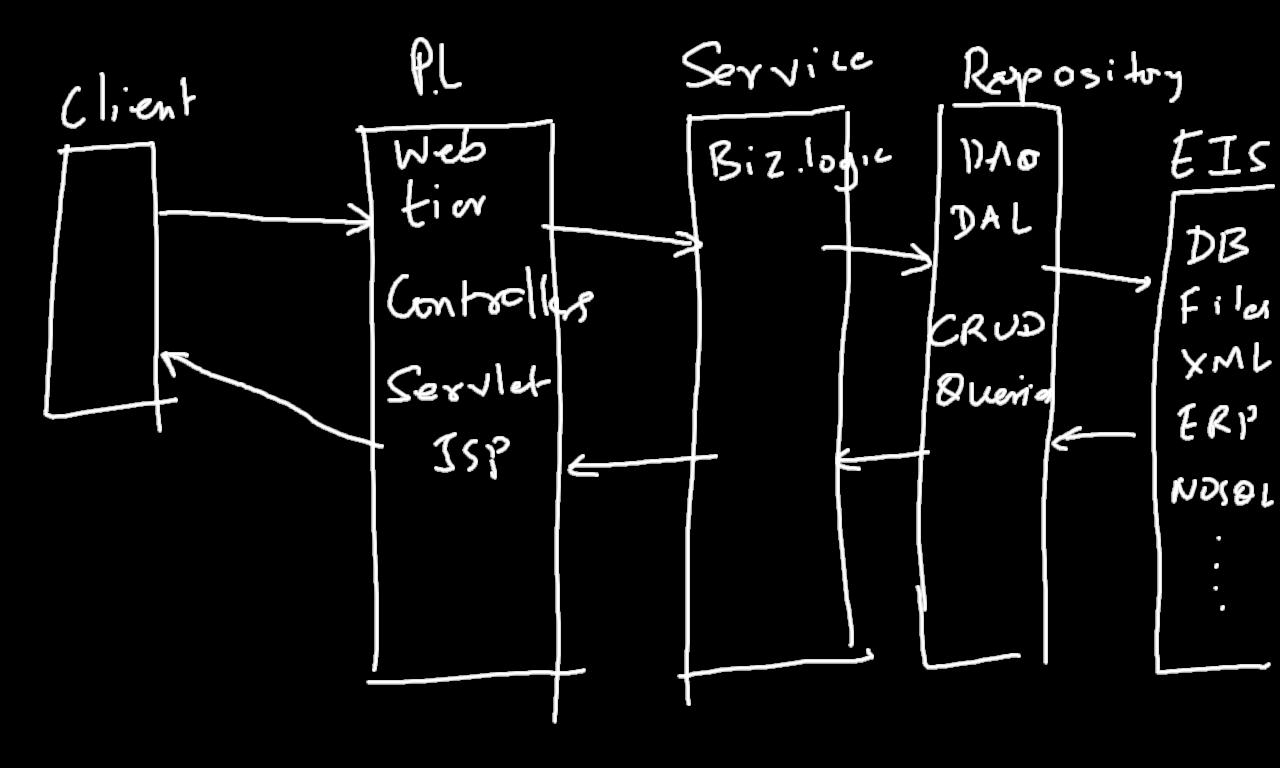 Client
P.L
Web
tier
Controllers
Servlet
JSP
Service
Biz.logic
Repository
DAO
DAL
CRUD
Queries
EIS
DB
Files
XML
ERP
NOSQL